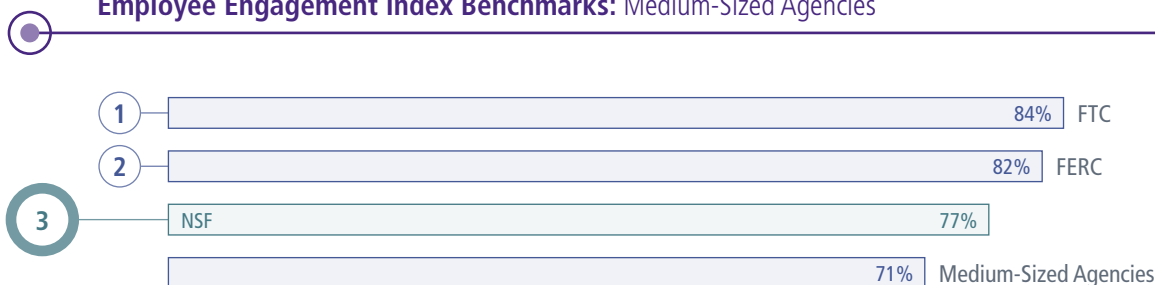 Employee Engagement Index Benchmarks: Medium-Sized Agencies
1 84% FTC
2 82% FERC
3 NSF 77%
71% Medium-Sized Agencies